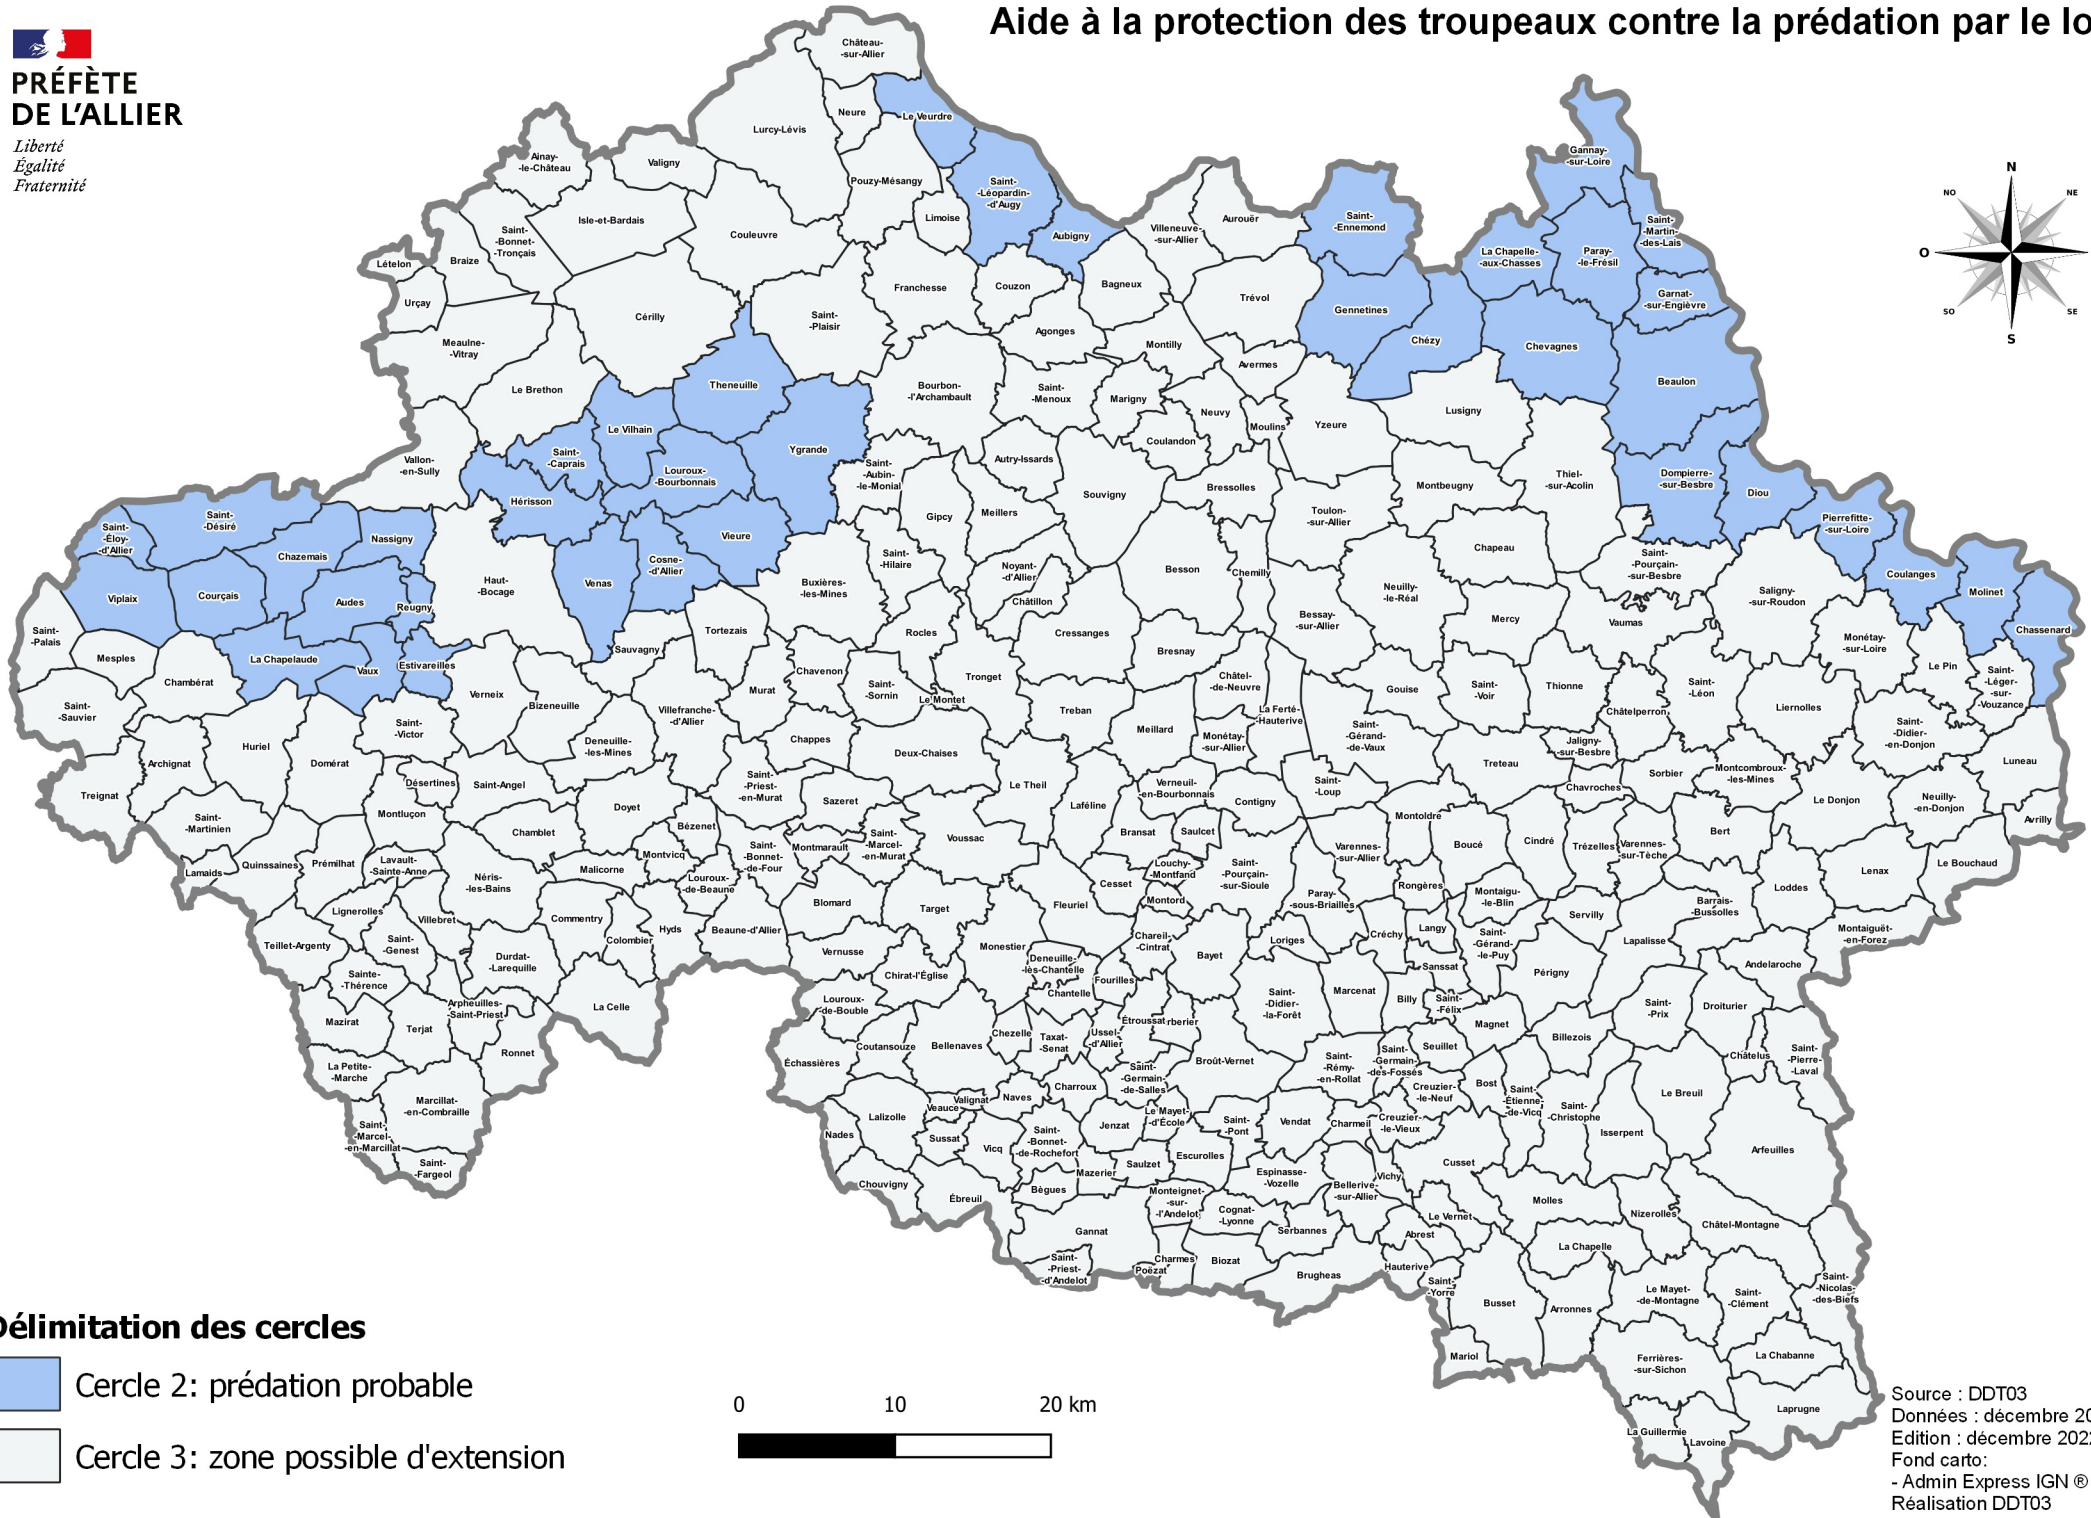 Aide à la protection des troupeaux contre la prédation par le lo
PRÉFÈTE
DE L'ALLIER
Liberté
Égalité
Fraternité
Château-
-sur-Allier
Neure
Le Veurdre
Lurcy-Lévis
Ainay-
-le-Château
Valigny
Pouzy-Mésangy
Limoise
Saint-
-Léopardin-
-d'Augy
Aubigny
Isle-et-Bardais
Couleuvre
Saint-
-Bonnet-
-Tronçais
Braize
Lételon
Urçay
Villeneuve-
-sur-Allier
Aurouër
Saint-
-Ennemond
Gannay-
-sur-Loire
Saint-
-Martin-
-des-Lais
La Chapelle-
-aux-Chasses
Paray-
-le-Frésil
Garnat-
-sur-Engièvre
N
NE
NO
O
SO
SE
S
Franchesse
Couzon
Bagneux
Trévol
Gennetines
Chézy
Chevagnes
Beaulon
Cérilly
Saint-
-Plaisir
Agonges
Montilly
Avermes
Meaulne-
-Vitray
Le Brethon
Theneuille
Bourbon-
-l'Archambault
Saint-
-Menoux
Marigny
Neuvy
Moulins
Yzeure
Lusigny
Coulandon
Le Vilhain
Ygrande
Saint-
-Caprais
Louroux-
-Bourbonnais
Vallon-
-en-Sully
Hérisson
Saint-
-Aubin-
-le-Monial
Autry-Issards
Souvigny
Bressolles
Montbeugny
Thiel-
-sur-Acolin
Dompierre-
-sur-Besbre
Diou
Pierrefitte-
-sur-Loire
Gipcy
Meillers
Toulon-
-sur-Allier
Saint-
-Désiré
Saint-
-Éloy-
-d'Allier
Chazemais
Nassigny
Vieure
Cosne-
-d'Allier
Venas
Haut-
-Bocage
Buxières-
-les-Mines
Saint-
-Hilaire
Noyant-
-d'Allier
Châtillon
Besson
Chemilly
Chapeau
Neuilly-
-le-Réal
Saint-
-Pourçain-
-sur-Besbre
Saligny-
-sur-Roudon
Coulanges
Molinet
Chassenard
Viplaix
Courçais
Audes
Reugny
Saint-
-Palais
Mesples
La Chapelaude
Vaux
Estivareilles
Sauvagny
Tortezais
Rocles
Cressanges
Bessay-
-sur-Allier
Mercy
Vaumas
Monétay-
-sur-Loire
Le Pin
Saint-
-Léger-
-sur-
-Vouzance
Chambérat
Saint-
-Sauvier
Verneix
Bizeneuille
Villefranche-
-d'Allier
Murat
Chavenon
Saint-
-Sornin
Le Montet
Tronget
Treban
Bresnay
Châtel-
-de-Neuvre
La Ferté-
-Hauterive
Gouise
Saint-
-Voir
Thionne
Châtelperron
Saint-
-Léon
Liernolles
Saint-
-Didier-
-en-Donjon
Luneau
Saint-
-Victor
Deneuille-
-les-Mines
Chappes
Deux-Chaises
Meillard
Monétay-
-sur-Allier
Saint-
-Gérand-
-de-Vaux
Treteau
Jaligny-
-sur-Besbre
Sorbier
Montcombroux-
-les-Mines
Le Donjon
Neuilly-
-en-Donjon
Avrilly
Treignat
Archignat
Huriel
Domérat
Désertines
Saint-Angel
Doyet
Saint-
-Priest-
-en-Murat
Sazeret
Le Theil
Laféline
Verneuil-
-en-Bourbonnais
Contigny
Saint-
-Loup
Chavroches
Saint-
-Martinien
Montluçon
Chamblet
Bézenet
Montvicq
Saint-
-Bonnet-
-de-Four
Montmarault
Saint-
-Marcel-
-en-Murat
Voussac
Bransat
Saulcet
Montoldre
Varennes-
-sur-Allier
Boucé
Cindré
Trézelles
Varennes-
-sur-Tèche
Bert
Loddes
Lenax
Le Bouchaud
Lamaids
Quinssaines
Prémilhat
Lavault-
-Sainte-Anne
Néris-
-les-Bains
Malicorne
Louroux-
-de-Beaune
Blomard
Target
Fleuriel
Cesset
Louchy-
-Montfand
Montord
Saint-
-Pourçain-
-sur-Sioule
Paray-
-sous-Briailles
Rongères
Montaigu-
-le-Blin
Servilly
Barrais-
-Bussolles
Montaiguët-
-en-Forez
Lignerolles
Villebret
Commentry
Colombier
Hyds
Beaune-d'Allier
Vernusse
Teillet-Argenty
Saint-
-Genest
Sainte-
-Thérence
Durdat-
-Larequille
Chirat-l'Église
Monestier
Deneuille-
-lès-Chantelle
Chareil-
-Cintrat
Bayet
Loriges
Créchy
Langy
Saint-
-Gérand-
-le-Puy
Sanssat
Périgny
Lapalisse
Andelaroche
Mazirat
Terjat
Arpheuilles-
-Saint-Priest
La Celle
Ronnet
Louroux-
-de-Bouble
Chantelle
Fourilles
Saint-
-Didier-
-la-Forêt
Marcenat
Billy
Saint-
-Félix
Magnet
Billezois
Saint-
-Prix
Droiturier
Châtelus
Saint-
-Pierre-
-Laval
La Petite-
-Marche
Marcillat-
-en-Combraille
Saint-
-Marcel-
-en-Marcillat
Saint-
-Fargeol
Échassières
Coutansouze
Bellenaves
Chezelle
Taxat-
-Senat
Ussel-
-d'Allier
Étroussat
rberier
Broût-Vernet
Saint-
-Rémy-
-en-Rollat
Saint-
-Germain-
-des-Fossés
Seuillet
Creuzier-
-le-Neuf
Bost
Saint-
-Étienne-
-de-Vicq
Saint-
-Christophe
Isserpent
Le Breuil
Arfeuilles
Saint-
-Germain-
-de-Salles
Charroux
Naves
Valignat
Veauce
Lalizolle
Nades
Sussat
Vicq
Saint-
-Bonnet-
-de-Rochefort
Jenzat
Le Mayet-
-d'École
Saint-
-Pont
Vendat
Charmeil
Creuzier-
-le-Vieux
Cusset
Vichy
Chouvigny
Ébreuil
Bègues
Mazerier
Saulzet
Escurolles
Espinasse-
-Vozelle
Bellerive-
-sur-Allier
Le Vernet
Molles
Nizerolles
Châtel-Montagne
Gannat
Monteignet-
-sur-
-l'Andelot
Cognat-
-Lyonne
Serbannes
Abrest
La Chapelle
Saint-
-Priest-
-d'Andelot
Poëzat
Charmes
Biozat
Brugheas
Hauterive
Saint-
-Yorre
Busset
Arronnes
Le Mayet-
-de-Montagne
Saint-
-Clément
Saint-
-Nicolas-
-des-Biefs
Mariol
Ferrières-
-sur-Sichon
La Chabanne
Laprugne
La Guillermie
Lavoine
Délimitation des cercles
Cercle 2: prédation probable
Cercle 3: zone possible d'extension
0 10 20 km
Source : DDT03
Données : décembre 20
Edition : décembre 2022
Fond carto:
- Admin Express IGN ®
Réalisation DDT03